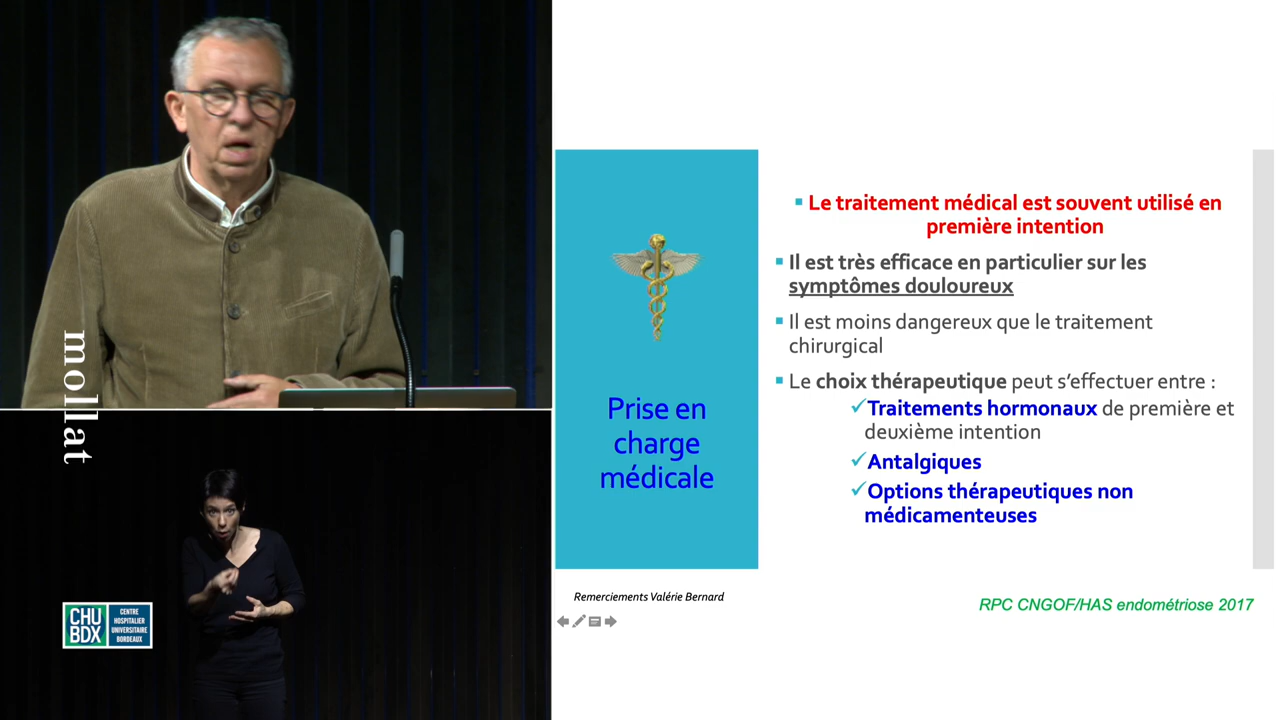 mollat
CHU
BDX
CENTRE
HOSPITALIER
UNIVERSITAIRE
BORDEAUX
Prise en
charge
médicale
▪ Le traitement médical est souvent utilisé en
première intention
▪ Il est très efficace en particulier sur les
symptômes douloureux
▪ Il est moins dangereux que le traitement
chirurgical
▪ Le choix thérapeutique peut s’effectuer entre :
✓Traitements hormonaux de première et
deuxième intention
✓Antalgiques
✓Options thérapeutiques non
médicamenteuses
Remerciements Valérie Bernard
RPC CNGOF/HAS endométriose 2017